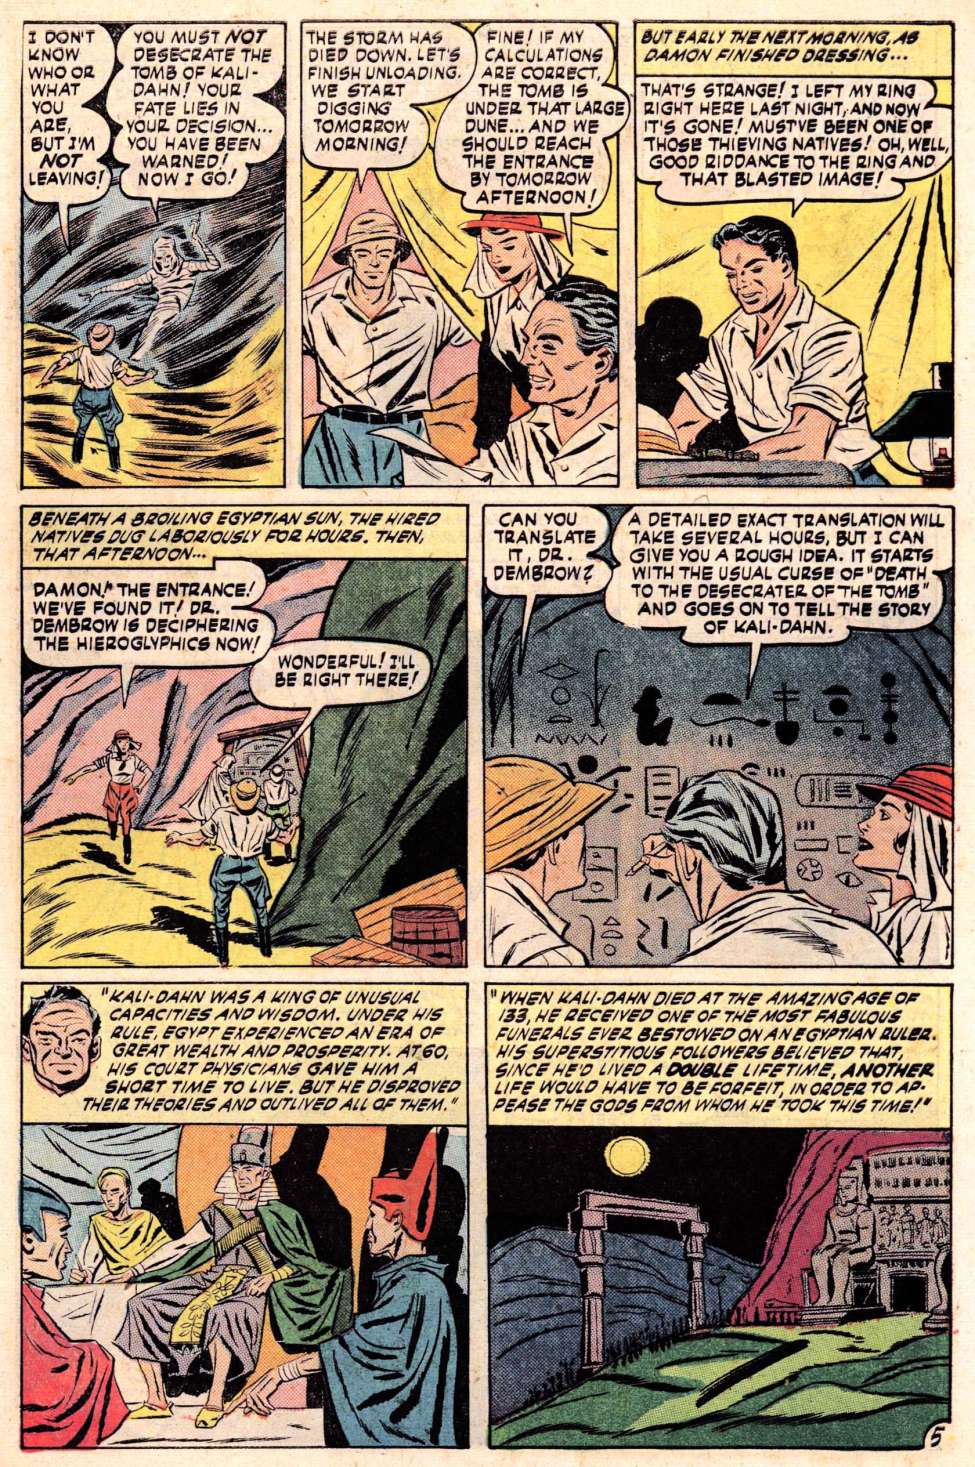 I DON'T
KNOW
WHO OR
WHAT
YOU
ARE,
BUT I'M
NOT
LEAVING!
YOU MUST NOT
DESECRATE THE
TOMB OF KALI-
DAHN! YOUR
FATE LIES IN
YOUR DECISION...
YOU HAVE BEEN
WARNED!
NOW I GO!
THE STORM HAS
DIED DOWN. LET'S
FINISH UNLOADING.
WE START
DIGGING
TOMORROW
MORNING!
FINE! IF MY
CALCULATIONS
ARE CORRECT,
THE TOMB IS
UNDER THAT LARGE
DUNE... AND WE
SHOULD REACH
THE ENTRANCE
BY TOMORROW
AFTERNOON!
BUT EARLY THE NEXT MORNING, AS
DAMON FINISHED DRESSING...
THAT'S STRANGE! I LEFT MY RING
RIGHT HERE LAST NIGHT, AND NOW
IT'S GONE! MUST'VE BEEN ONE OF
THOSE THIEVING NATIVES! OH, WELL,
GOOD RIDDANCE TO THE RING AND
THAT BLASTED IMAGE!
BENEATH A BROILING EGYPTIAN SUN, THE HIRED
NATIVES DUG LABORIOUSLY FOR HOURS. THEN,
THAT AFTERNOON...
DAMON! THE ENTRANCE!
WE'VE FOUND IT! DR.
DEMBROW IS DECIPHERING
THE HIEROGLYPHICS NOW!
WONDERFUL! I'LL
BE RIGHT THERE!
CAN YOU
TRANSLATE
IT, DR.
DEMBROW?
A DETAILED EXACT TRANSLATION WILL
TAKE SEVERAL HOURS, BUT I CAN
GIVE YOU A ROUGH IDEA. IT STARTS
WITH THE USUAL CURSE OF "DEATH
TO THE DESECRATER OF THE TOMB"
AND GOES ON TO TELL THE STORY
OF KALI-DAHN.
"KALI-DAHN WAS A KING OF UNUSUAL
CAPACITIES AND WISDOM. UNDER HIS
RULE, EGYPT EXPERIENCED AN ERA OF
GREAT WEALTH AND PROSPERITY. AT 60,
HIS COURT PHYSICIANS GAVE HIM A
SHORT TIME TO LIVE. BUT HE DISPROVED
THEIR THEORIES AND OUTLIVED ALL OF THEM."
"WHEN KALI-DAHN DIED AT THE AMAZING AGE OF
133, HE RECEIVED ONE OF THE MOST FABULOUS
FUNERALS EVER BESTOWED ON AN EGYPTIAN RULER.
HIS SUPERSTITIOUS FOLLOWERS BELIEVED THAT,
SINCE HE'D LIVED A DOUBLE LIFETIME, ANOTHER
LIFE WOULD HAVE TO BE FORFEIT, IN ORDER TO AP-
PEASE THE GODS FROM WHOM HE TOOK THIS TIME!"
5